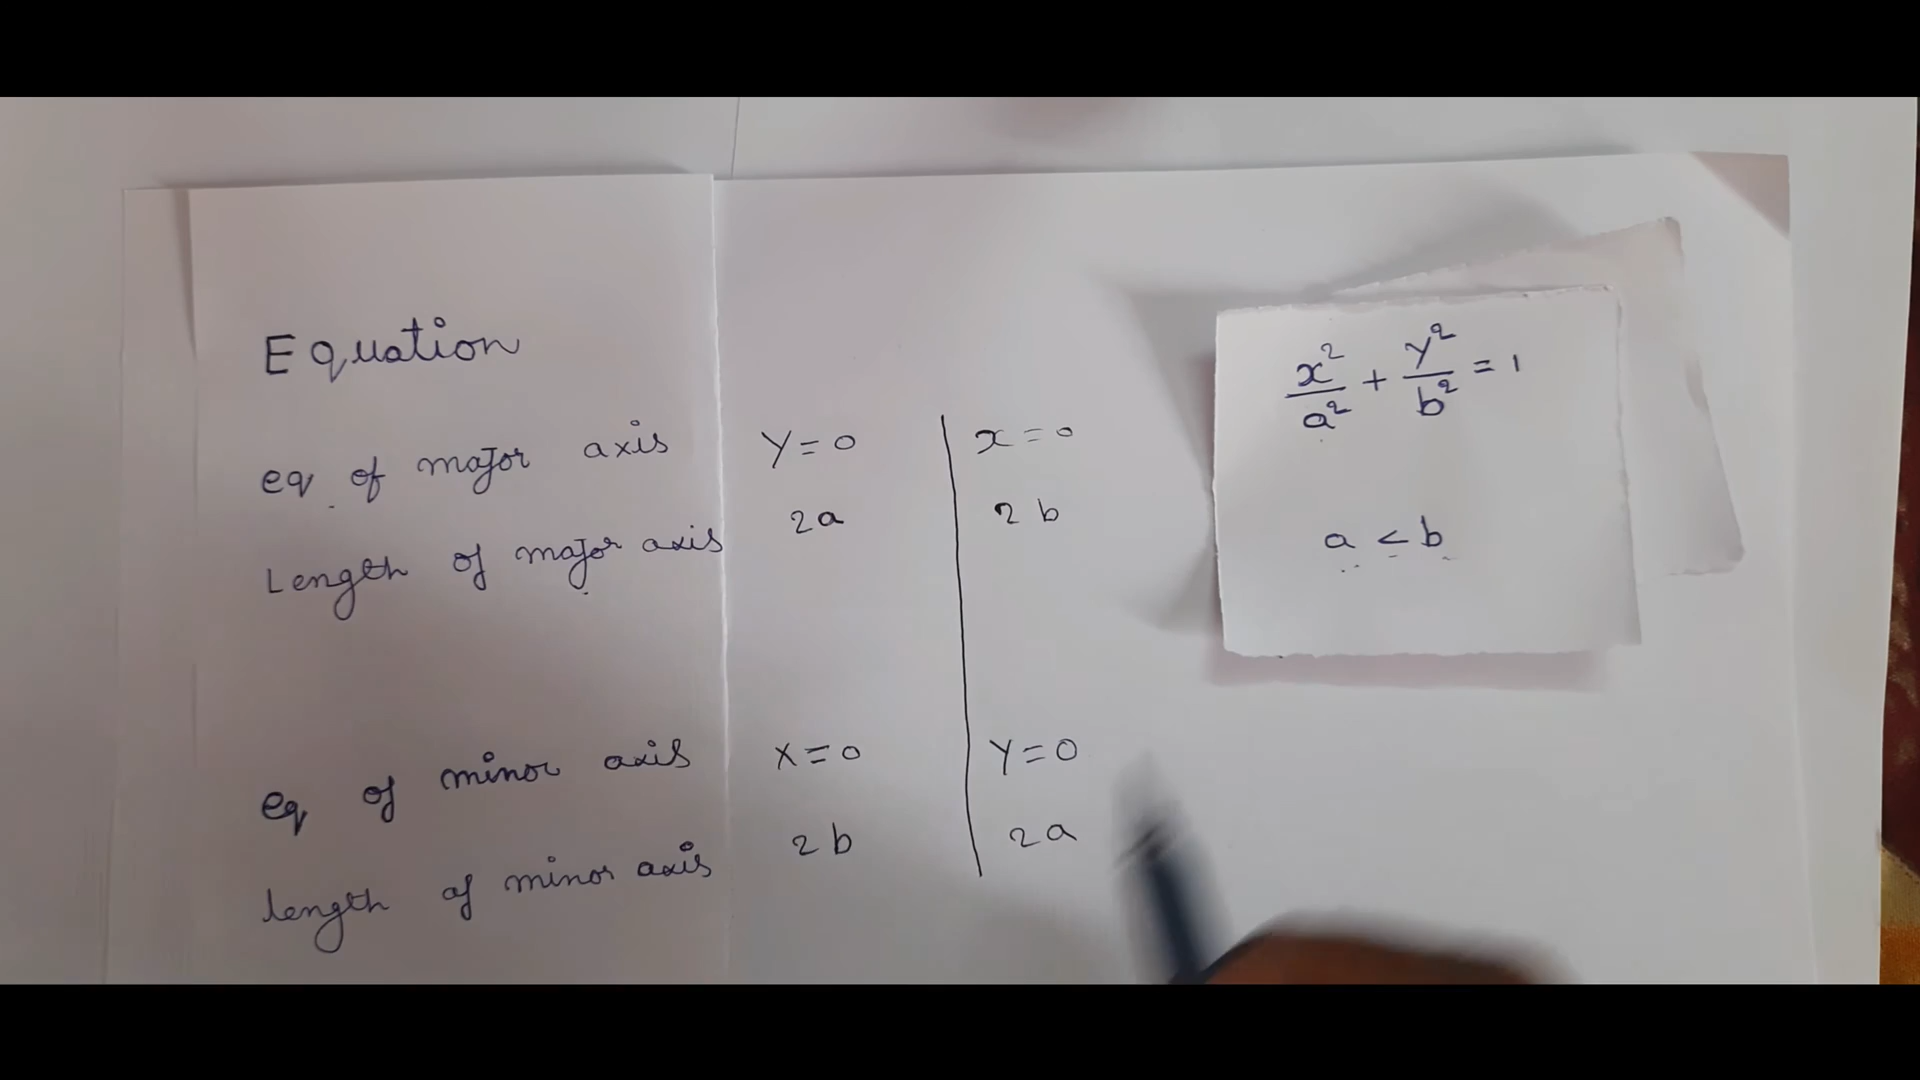 Equation
eq of major axis y=0 x=0
Length of major axis 2a 2b
eq of minor axis x=0 y=0
length of minor axis 2b 2a
x²/a² + y²/b² = 1
a < b